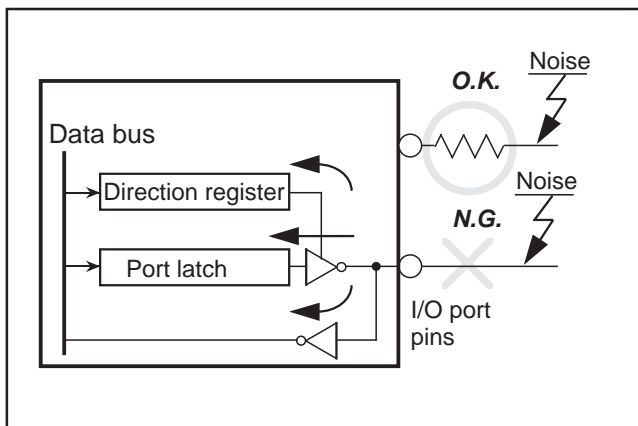 Noise
O.K.
Data bus
Direction register
Noise
N.G.
Port latch
I/O port
pins